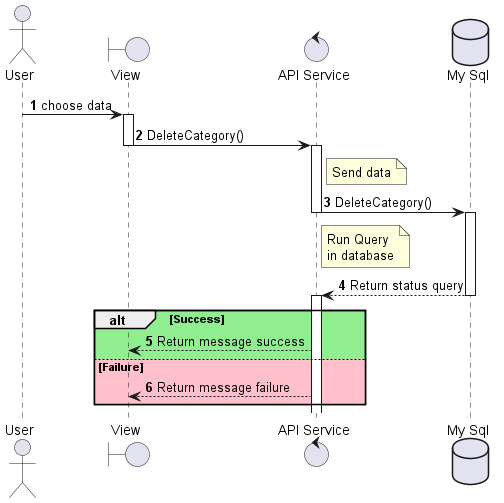 User
View
API Service
My Sql
1 choose data
2 DeleteCategory()
Send data
3 DeleteCategory()
Run Query
in database
4 Return status query
alt [Success]
5 Return message success
[Failure]
6 Return message failure
User
View
API Service
My Sql